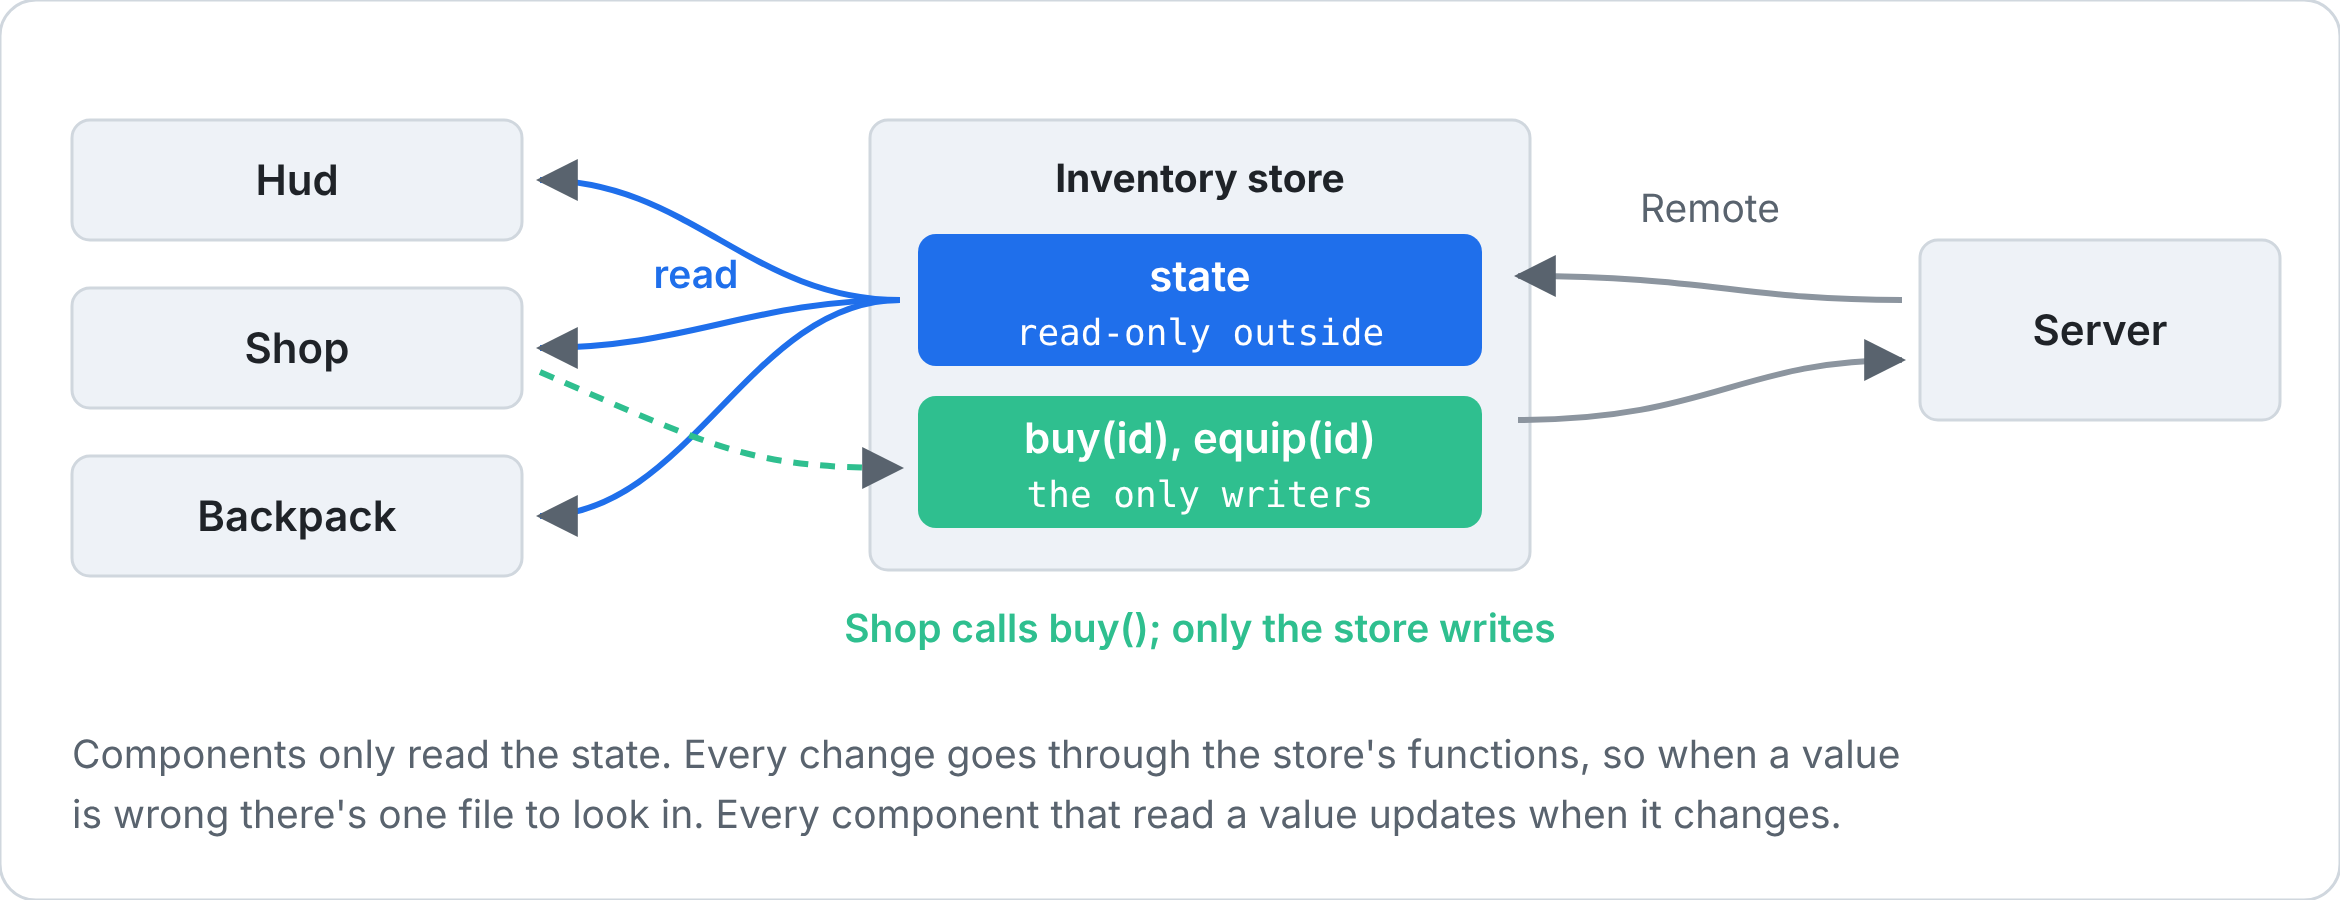 Hud
Shop
Backpack
read
Inventory store
state
read-only outside
buy(id), equip(id)
the only writers
Remote
Server
Shop calls buy(); only the store writes
Components only read the state. Every change goes through the store's functions, so when a value
is wrong there's one file to look in. Every component that read a value updates when it changes.